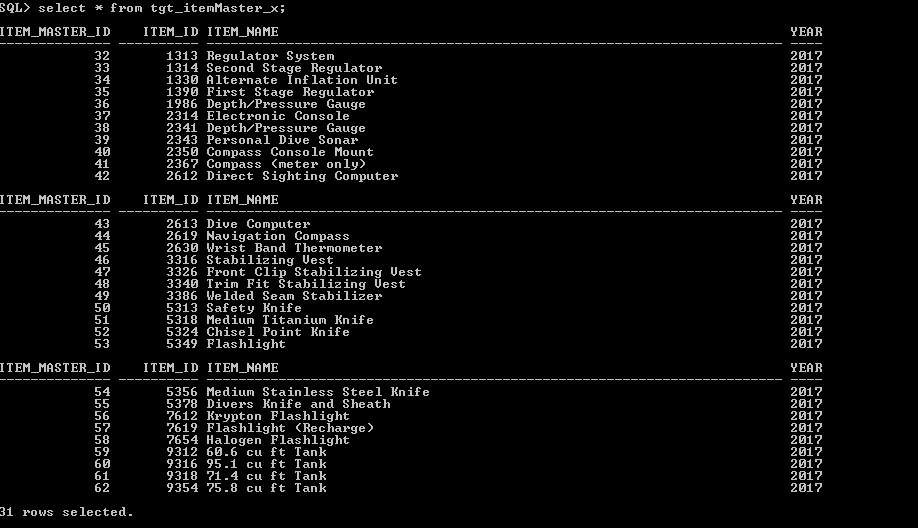 SQL> select * from tgt_itemMaster_x;
ITEM_MASTER_ID ITEM_ID ITEM_NAME YEAR
32 1313 Regulator System 2017
33 1314 Second Stage Regulator 2017
34 1330 Alternate Inflation Unit 2017
35 1390 First Stage Regulator 2017
36 1986 Depth/Pressure Gauge 2017
37 2314 Electronic Console 2017
38 2341 Depth/Pressure Gauge 2017
39 2343 Personal Dive Sonar 2017
40 2350 Compass Console Mount 2017
41 2367 Compass (meter only) 2017
42 2612 Direct Sighting Computer 2017
ITEM_MASTER_ID ITEM_ID ITEM_NAME YEAR
43 2613 Dive Computer 2017
44 2619 Navigation Compass 2017
45 2630 Wrist Band Thermometer 2017
46 3316 Stabilizing Vest 2017
47 3326 Front Clip Stabilizing Vest 2017
48 3340 Trim Fit Stabilizing Vest 2017
49 3386 Welded Seam Stabilizer 2017
50 5313 Safety Knife 2017
51 5318 Medium Titanium Knife 2017
52 5324 Chisel Point Knife 2017
53 5349 Flashlight 2017
ITEM_MASTER_ID ITEM_ID ITEM_NAME YEAR
54 5356 Medium Stainless Steel Knife 2017
55 5378 Divers Knife and Sheath 2017
56 7612 Krypton Flashlight 2017
57 7619 Flashlight (Recharge) 2017
58 7654 Halogen Flashlight 2017
59 9312 60.6 cu ft Tank 2017
60 9316 95.1 cu ft Tank 2017
61 9318 71.4 cu ft Tank 2017
62 9354 75.8 cu ft Tank 2017
31 rows selected.